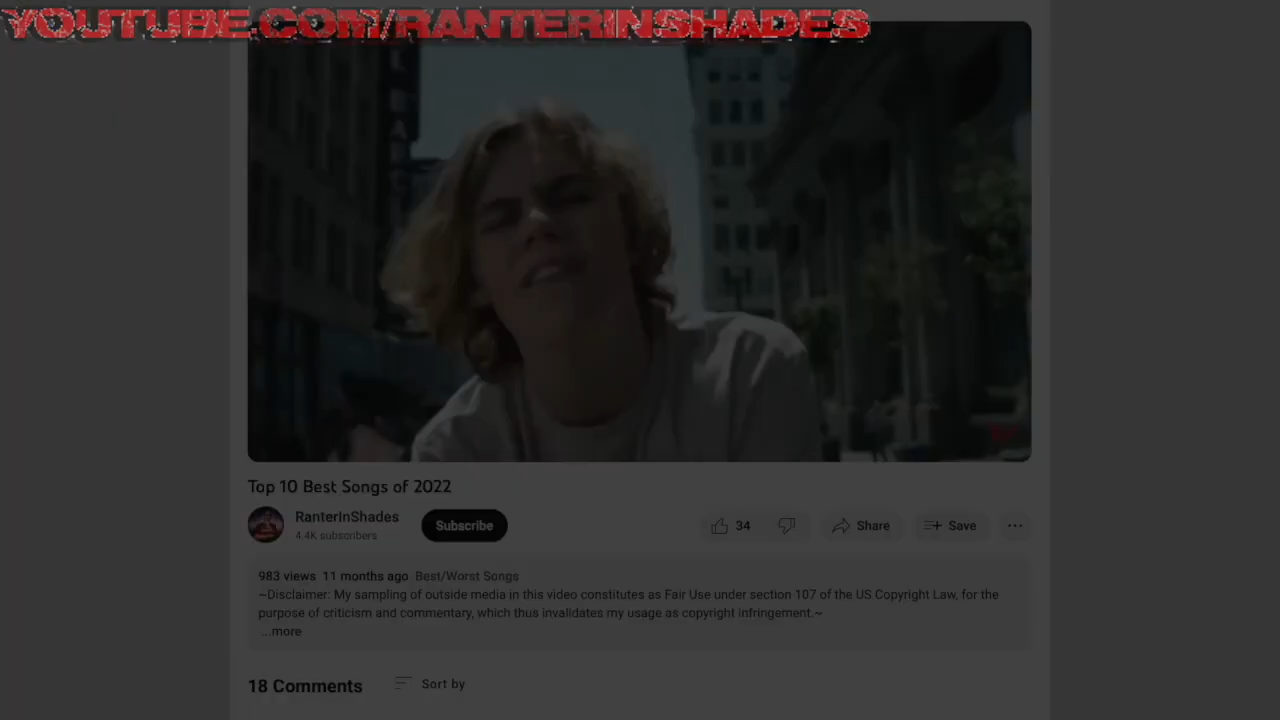 YOUTUBE.COM/RANTERINSHADES
Top 10 Best Songs of 2022
RanterInShades
4.4K subscribers
Subscribe
34
Share
Save
983 views 11 months ago Best/Worst Songs
~Disclaimer: My sampling of outside media in this video constitutes as Fair Use under section 107 of the US Copyright Law, for the
purpose of criticism and commentary, which thus invalidates my usage as copyright infringement.~
...more
18 Comments
Sort by